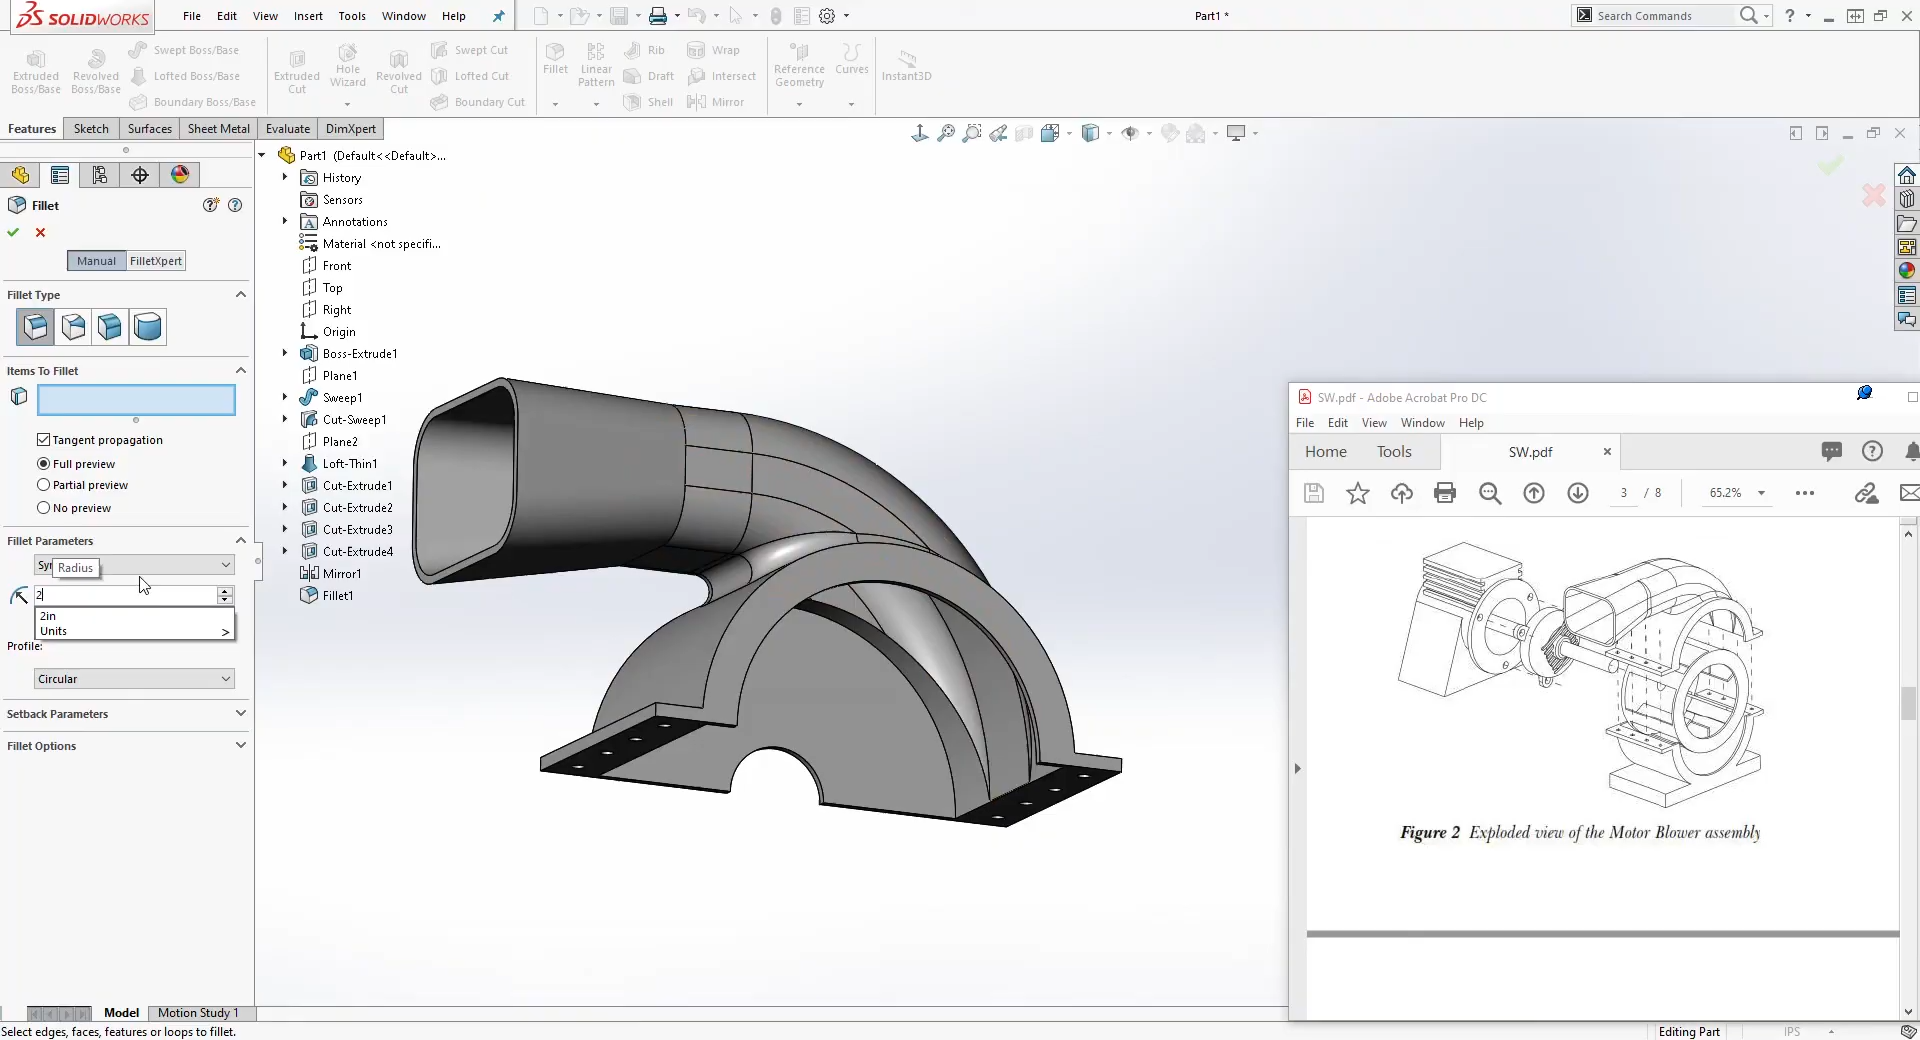 SOLIDWORKS
File Edit View Insert Tools Window Help
Part1 *
Search Commands
Extruded Boss/Base
Revolved Boss/Base
Swept Boss/Base
Lofted Boss/Base
Boundary Boss/Base
Extruded Cut
Hole Wizard
Revolved Cut
Swept Cut
Lofted Cut
Boundary Cut
Fillet
Linear Pattern
Rib
Draft
Shell
Wrap
Intersect
Mirror
Reference Geometry
Curves
Instant3D
Features Sketch Surfaces Sheet Metal Evaluate DimXpert
Fillet
Manual FilletXpert
Fillet Type
Items To Fillet
Tangent propagation
Full preview
Partial preview
No preview
Fillet Parameters
Sy
Radius
2
2in
Units >
Profile:
Circular
Setback Parameters
Fillet Options
Part1 (Default<<Default>...
History
Sensors
Annotations
Material <not specifi...
Front
Top
Right
Origin
Boss-Extrude1
Plane1
Sweep1
Cut-Sweep1
Plane2
Loft-Thin1
Cut-Extrude1
Cut-Extrude2
Cut-Extrude3
Cut-Extrude4
Mirror1
Fillet1
SW.pdf - Adobe Acrobat Pro DC
File Edit View Window Help
Home Tools SW.pdf ×
3 / 8 65.2%
Figure 2 Exploded view of the Motor Blower assembly
Model Motion Study 1
Select edges, faces, features or loops to fillet.
Editing Part IPS